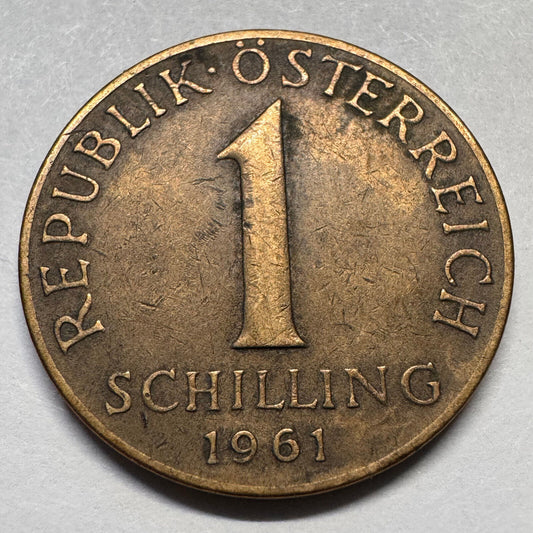 REPUBLIK · ÖSTERREICH
1
SCHILLING
1961